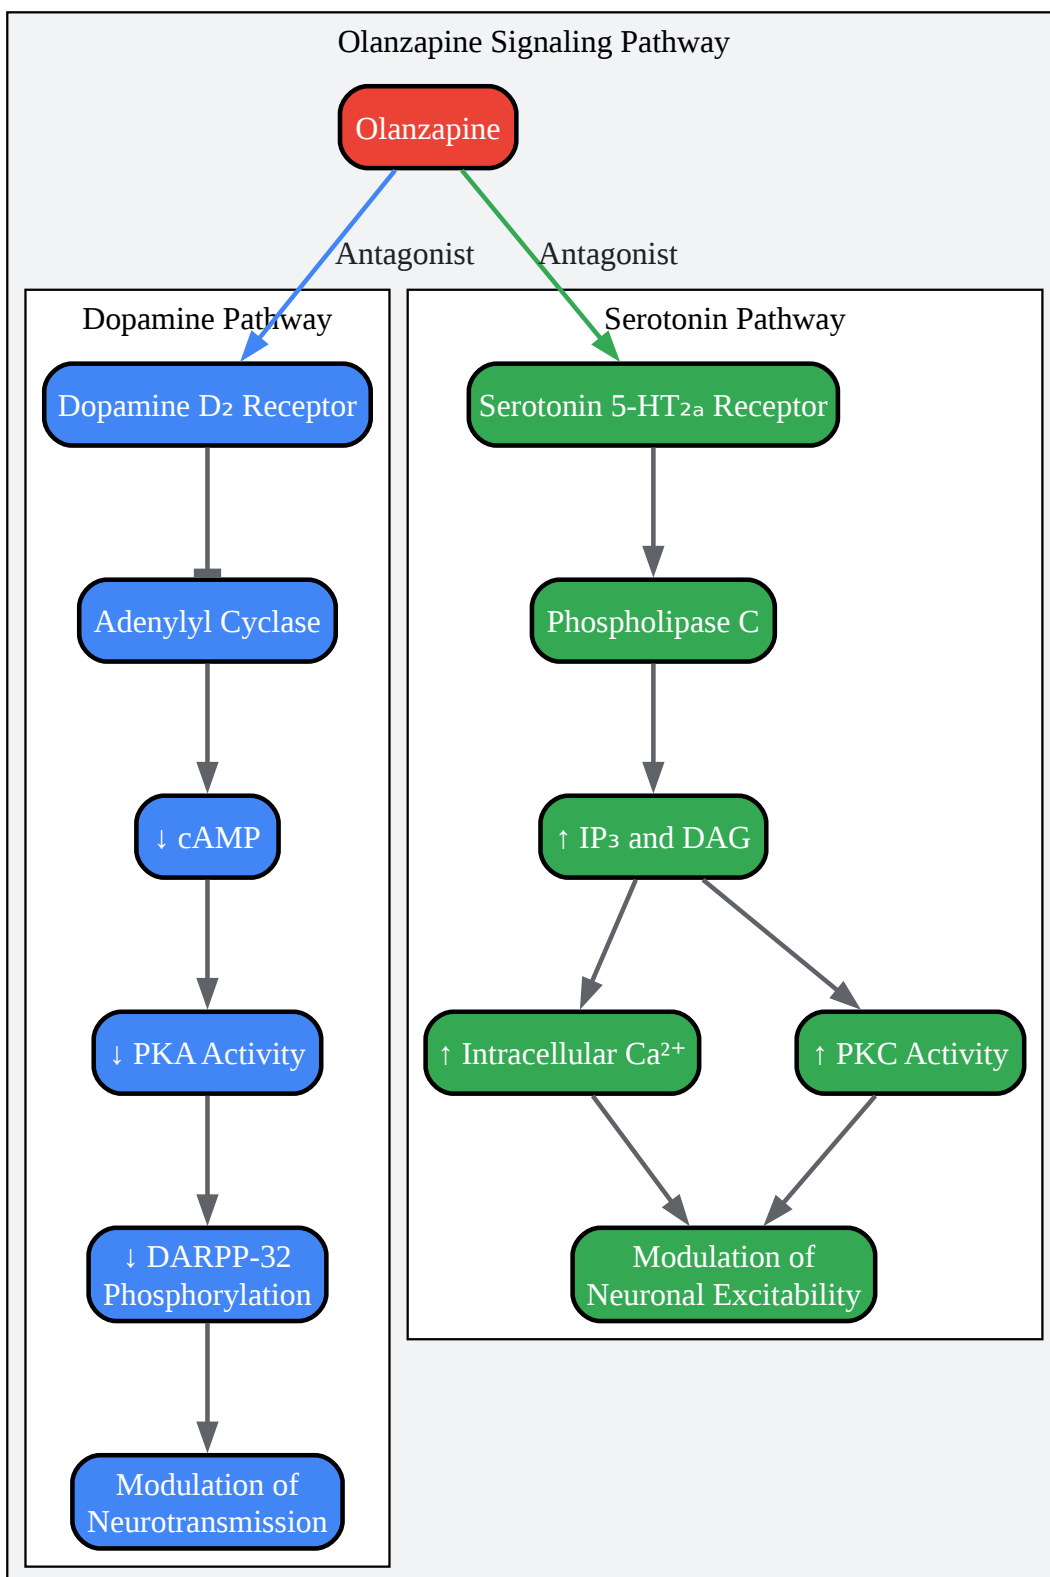 Olanzapine Signaling Pathway
Olanzapine
Antagonist
Antagonist
Dopamine Pathway
Dopamine D₂ Receptor
Adenylyl Cyclase
↓ cAMP
↓ PKA Activity
↓ DARPP-32
Phosphorylation
Modulation of
Neurotransmission
Serotonin Pathway
Serotonin 5-HT₂ₐ Receptor
Phospholipase C
↑ IP₃ and DAG
↑ Intracellular Ca²⁺
↑ PKC Activity
Modulation of
Neuronal Excitability